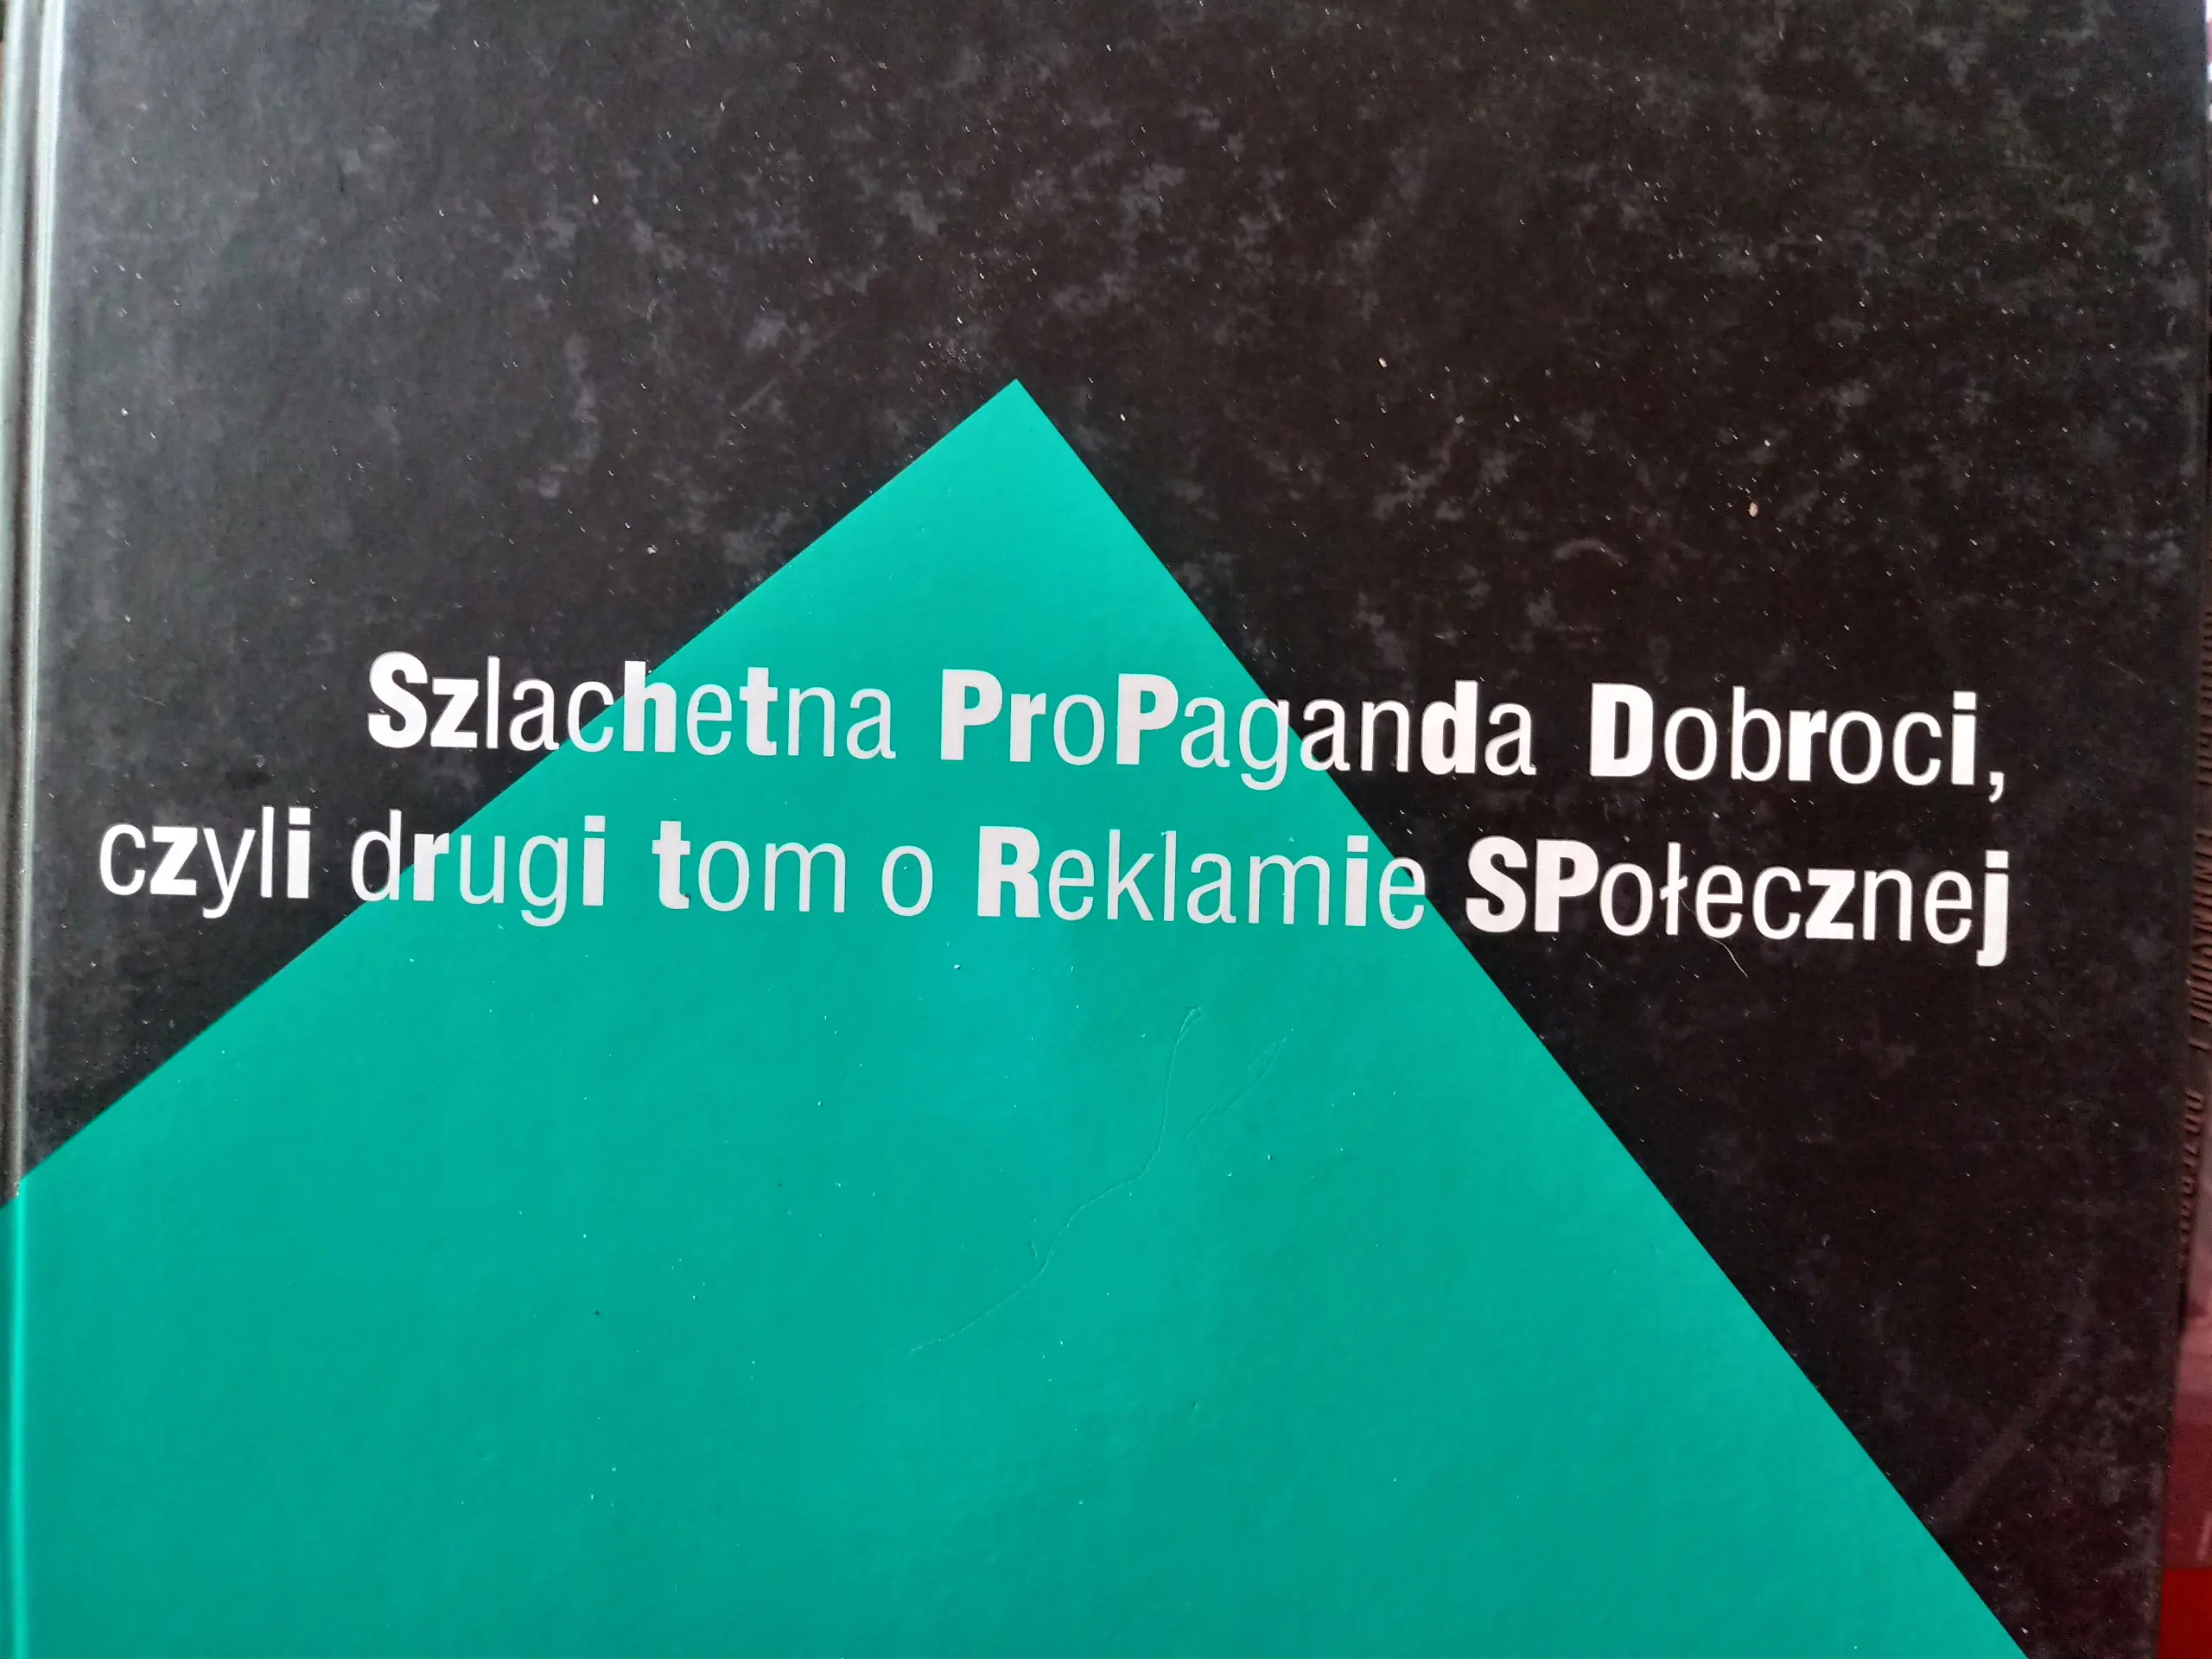 Szlachetna ProPaganda Dobroci,
czyli drugi tom o Reklamie SPołecznej